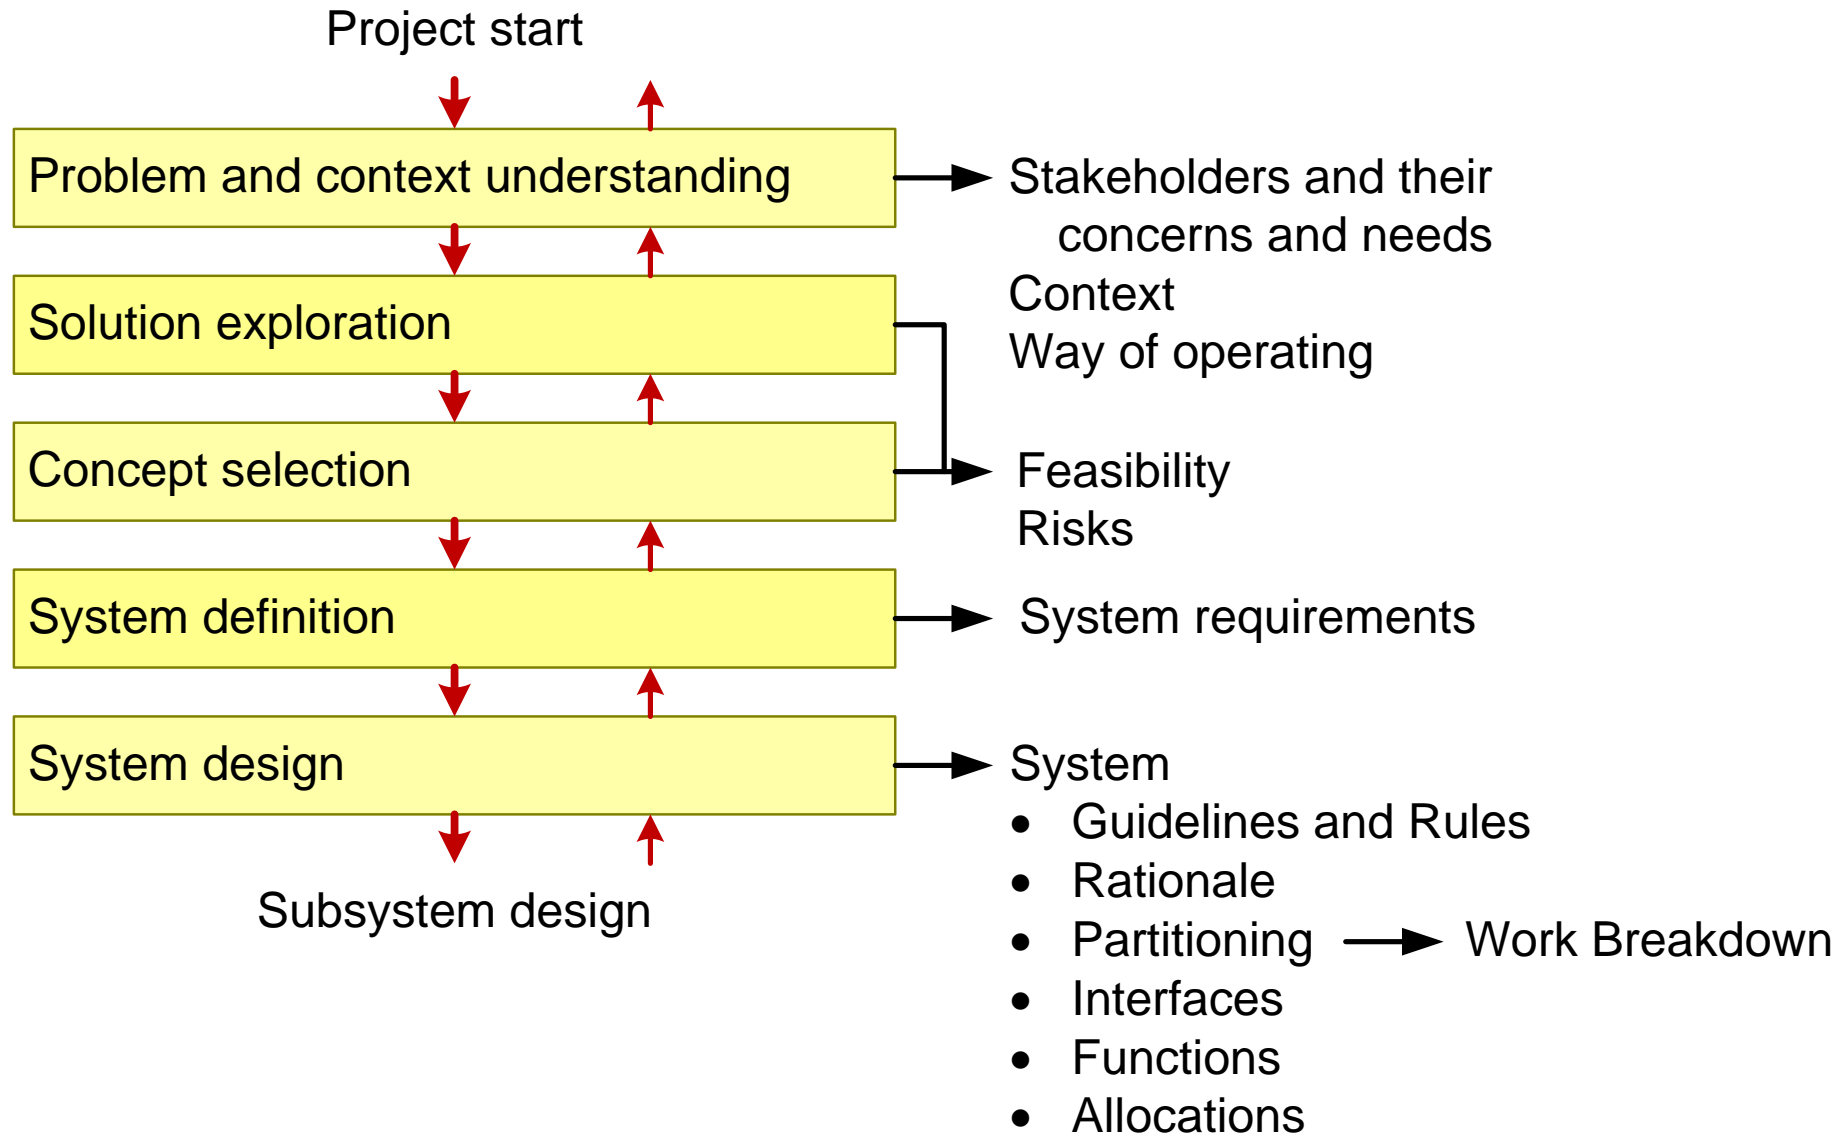 Project start
Problem and context understanding
Stakeholders and their
concerns and needs
Context
Way of operating
Solution exploration
Concept selection
Feasibility
Risks
System definition
System requirements
System design
System
• Guidelines and Rules
• Rationale
• Partitioning
Work Breakdown
• Interfaces
• Functions
• Allocations
Subsystem design